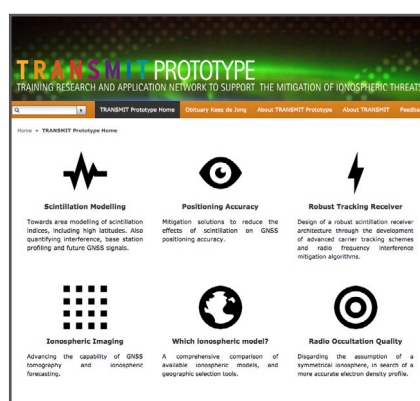 TRANSMIT PROTOTYPE
TRAINING RESEARCH AND APPLICATION NETWORK TO SUPPORT THE MITIGATION OF IONOSPHERIC THREATS
TRANSMIT Prototype Home Obituary Kees de Jong About TRANSMIT Prototype About TRANSMIT Feedba
Home » TRANSMIT Prototype Home
Scintillation Modelling
Towards area modelling of scintillation
indices, including high latitudes. Also
quantifying interference, base station
profiling and future GNSS signals.
Positioning Accuracy
Mitigation solutions to reduce the
effects of scintillation on GNSS
positioning accuracy.
Robust Tracking Receiver
Design of a robust scintillation receiver
architecture through the development
of advanced carrier tracking schemes
and radio frequency interference
mitigation algorithms.
Ionospheric Imaging
Advancing the capability of GNSS
tomography and ionospheric
forecasting.
Which ionospheric model?
A comprehensive comparison of
available ionospheric models, and
geographic selection tools.
Radio Occultation Quality
Disgarding the assumption of a
symmetrical ionosphere, in search of a
more accurate electron density profile.